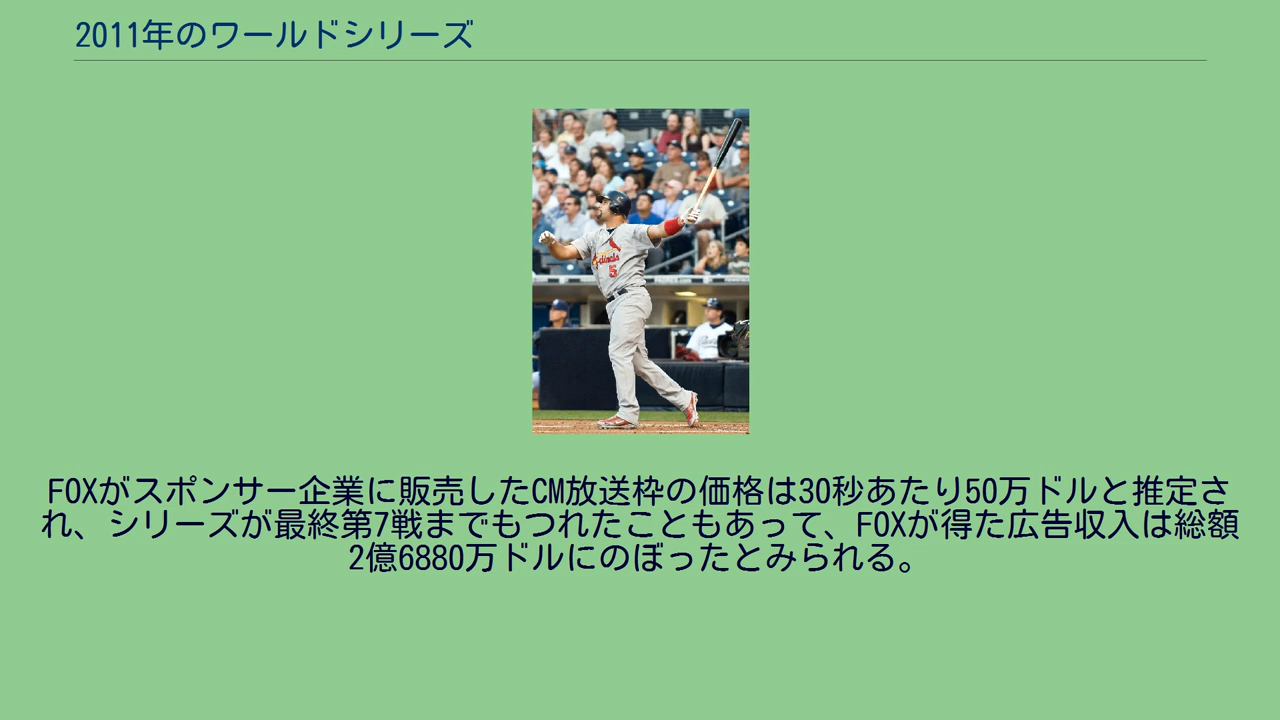 2011年のワールドシリーズ
Cardinals
5
FOXがスポンサー企業に販売したCM放送枠の価格は30秒あたり50万ドルと推定さ
れ、シリーズが最終第7戦までもつれたこともあって、FOXが得た広告収入は総額
2億6880万ドルにのぼったとみられる。